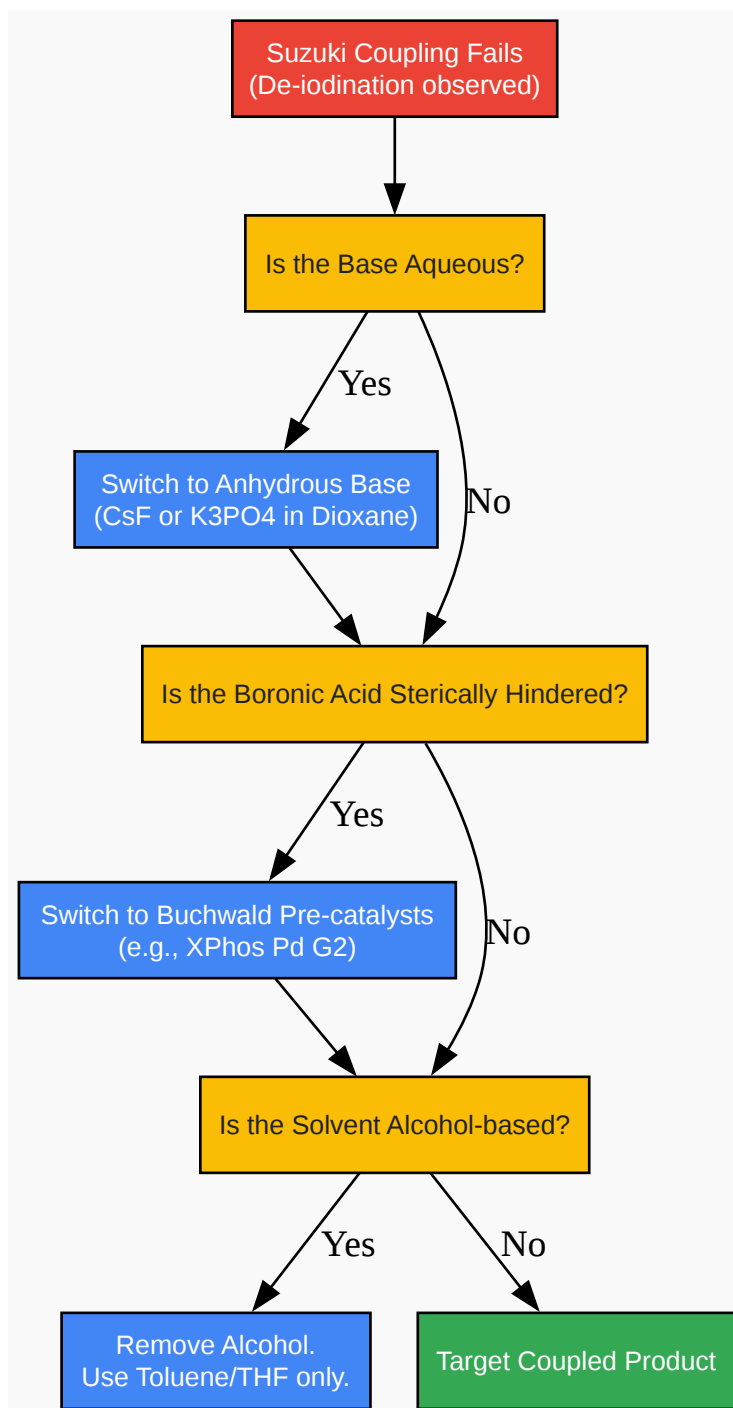 Suzuki Coupling Fails
(De-iodination observed)
Is the Base Aqueous?
Yes
Switch to Anhydrous Base
(CsF or K3PO4 in Dioxane)
No
Is the Boronic Acid Sterically Hindered?
Yes
Switch to Buchwald Pre-catalysts
(e.g., XPhos Pd G2)
No
Is the Solvent Alcohol-based?
Yes
No
Remove Alcohol.
Use Toluene/THF only.
Target Coupled Product